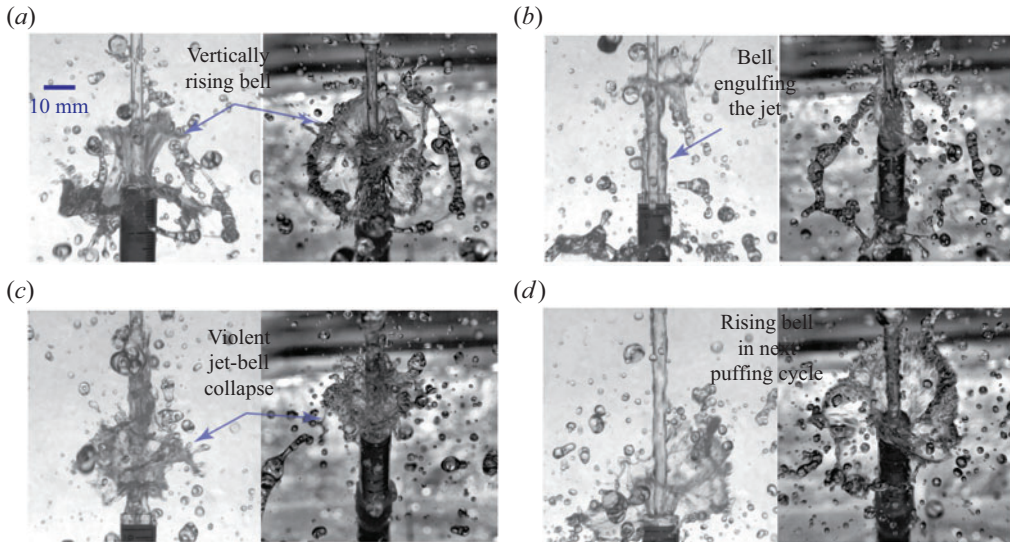 (a)
Vertically
rising bell
10 mm
(b)
Bell
engulfing
the jet
(c)
Violent
jet-bell
collapse
(d)
Rising bell
in next
puffing cycle